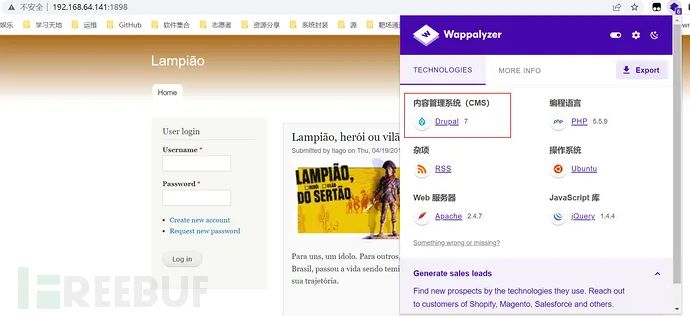 不安全 | 192.168.64.141:1898
娱乐 学习天地 运维 GitHub 软件集合 志愿者 资源分享 系统封装 源 靶场通
Lampião
Home
User login
Username *
Password *
Create new account
Request new password
Log in
Lampião, herói ou vilã
Submitted by tiago on Thu, 04/19/201
LAMPIÃO,
HERÓI
VILÃO
DO SERTÃO
Para uns, um ídolo. Para outros,
Brasil, passou a vida sendo temi
sua trajetória.
Wappalyzer
TECHNOLOGIES
MORE INFO
Export
内容管理系统（CMS）
Drupal 7
编程语言
php PHP 5.5.9
杂项
RSS
操作系统
Ubuntu
Web 服务器
Apache 2.4.7
JavaScript 库
jQuery 1.4.4
Something wrong or missing?
Generate sales leads
Find new prospects by the technologies they use. Reach out
to customers of Shopify, Magento, Salesforce and others.
REEBUF